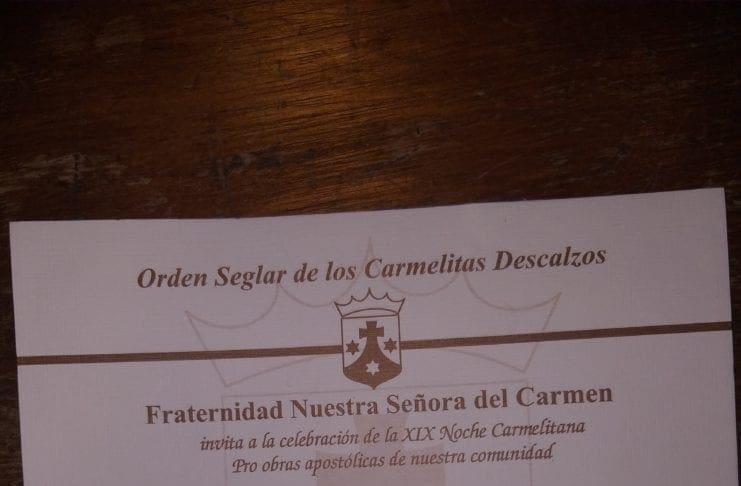 Orden Seglar de los Carmelitas Descalzos
Fraternidad Nuestra Señora del Carmen
invita a la celebración de la XIX Noche Carmelitana
Pro obras apostólicas de nuestra comunidad